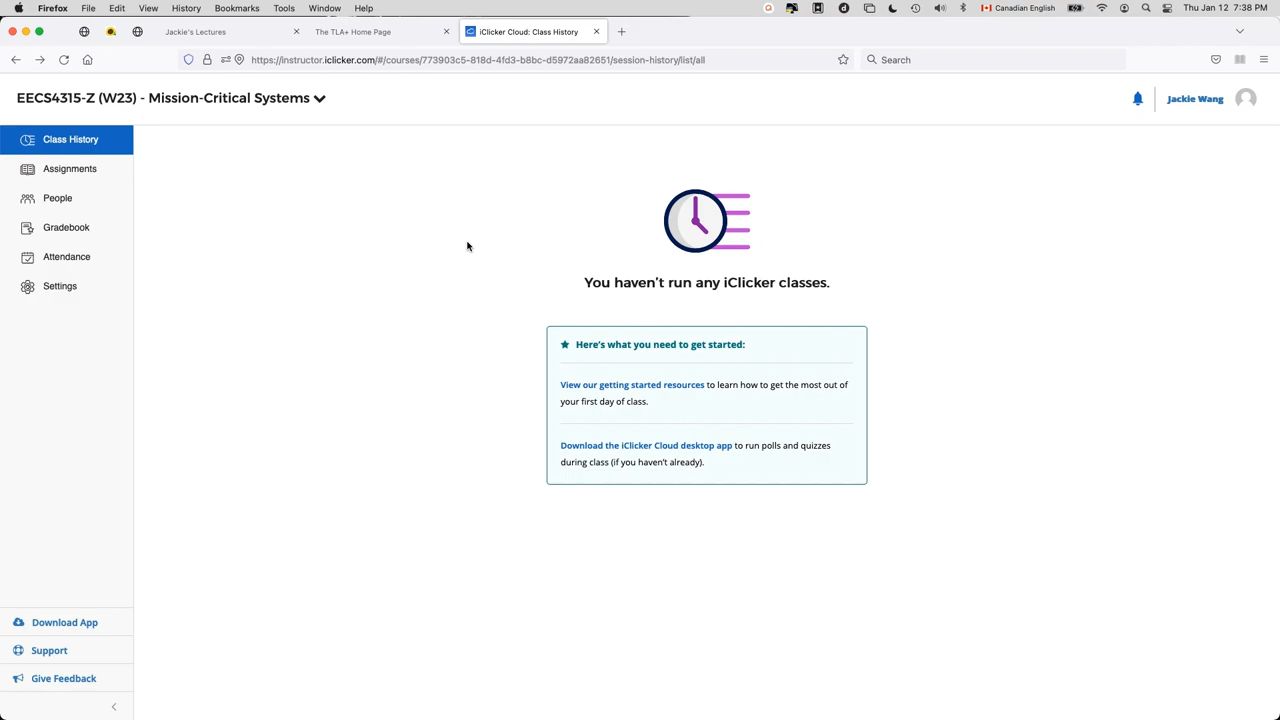 Firefox File Edit View History Bookmarks Tools Window Help Canadian English Thu Jan 12 7:38 PM
Jackie's Lectures The TLA+ Home Page iClicker Cloud: Class History
https://instructor.iclicker.com/#/courses/773903c5-818d-4fd3-b8bc-d5972aa82651/session-history/list/all Search
EECS4315-Z (W23) - Mission-Critical Systems Jackie Wang
Class History
Assignments
People
Gradebook
Attendance
Settings
You haven't run any iClicker classes.
Here's what you need to get started:
View our getting started resources to learn how to get the most out of
your first day of class.
Download the iClicker Cloud desktop app to run polls and quizzes
during class (if you haven't already).
Download App
Support
Give Feedback